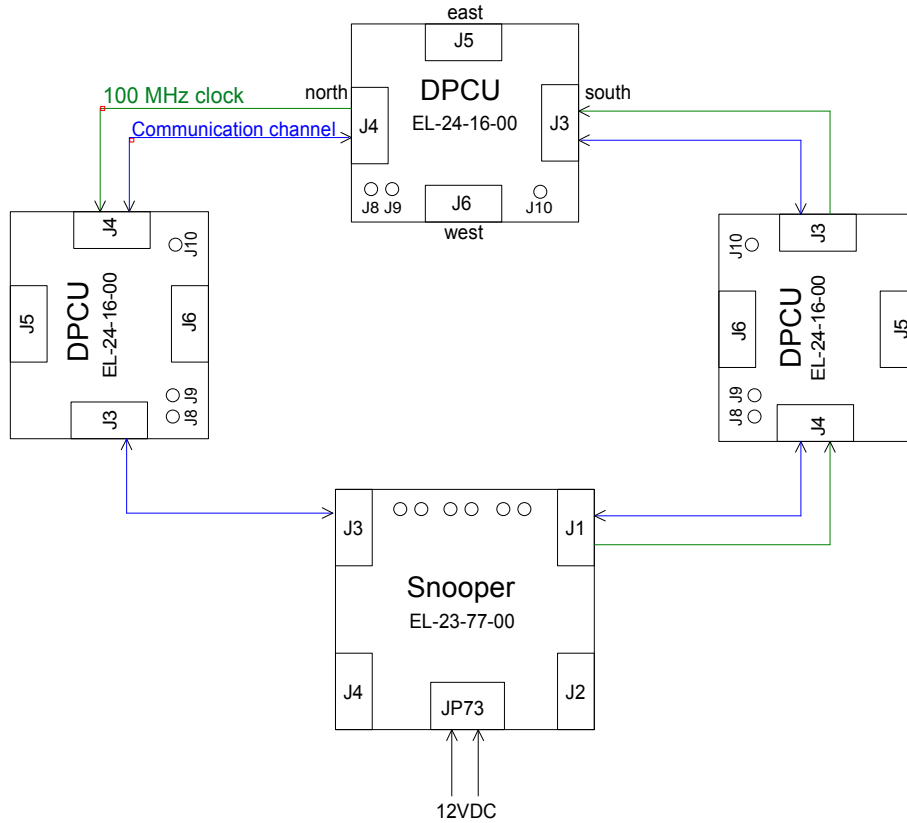 east
J5
north
DPCU
south
100 MHz clock
EL-24-16-00
J4
J3
Communication channel
J8
J9
J6
J10
west
J4
J10
J5
DPCU
EL-24-16-00
J6
J9
J8
J3
J3
J10
J6
DPCU
EL-24-16-00
J5
J9
J8
J4
J3
J1
Snooper
EL-23-77-00
J4
J2
JP73
12VDC